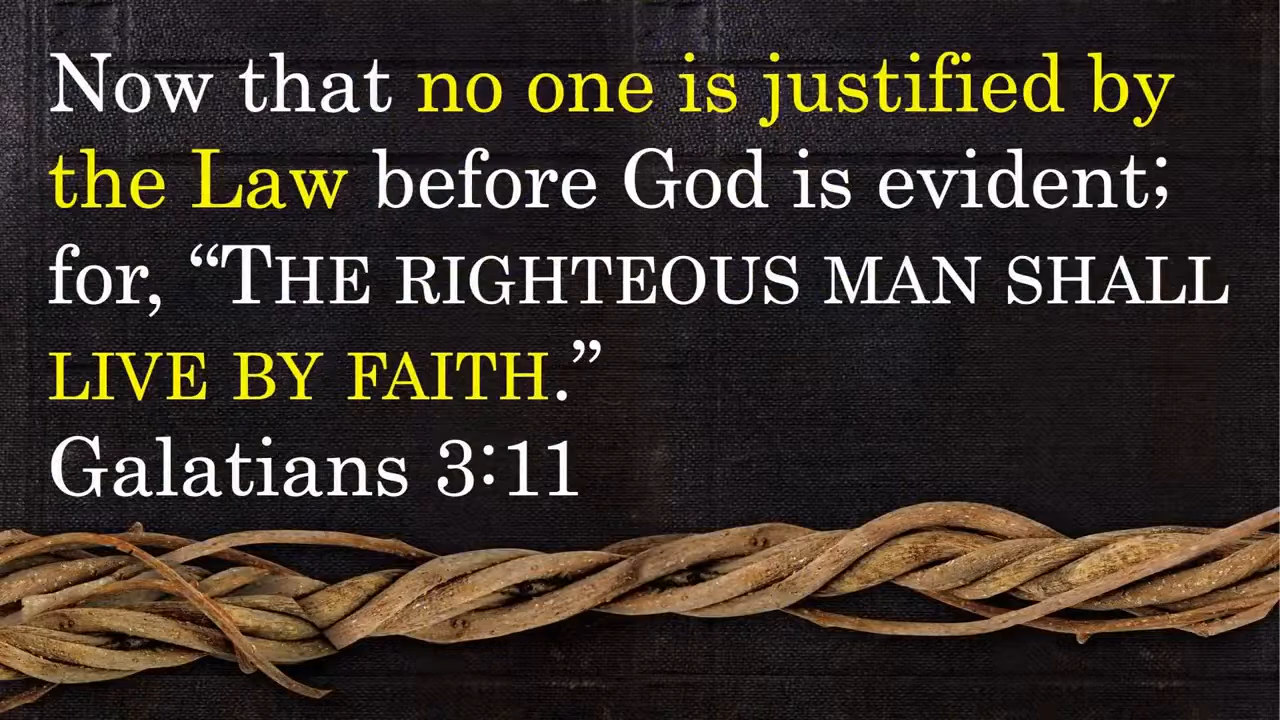 Now that no one is justified by
the Law before God is evident;
for, “THE RIGHTEOUS MAN SHALL
LIVE BY FAITH.”
Galatians 3:11